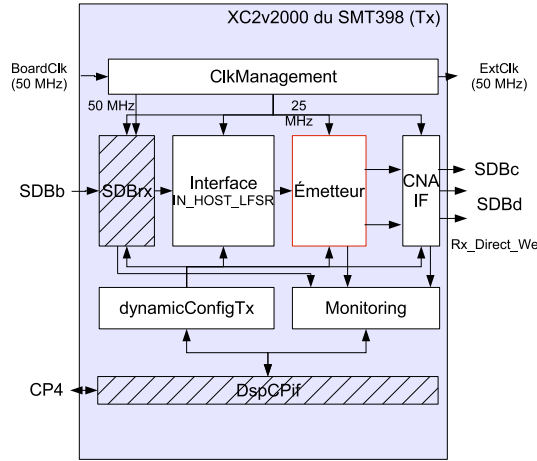 XC2v2000 du SMT398 (Tx)
BoardClk
(50 MHz)
ClkManagement
ExtClk
(50 MHz)
50 MHz
25
MHz
SDBb
SDBrx
Interface
IN_HOST_LFSR
Émetteur
CNA
IF
SDBc
SDBd
Rx_Direct_We
dynamicConfigTx
Monitoring
CP4
DspCPif